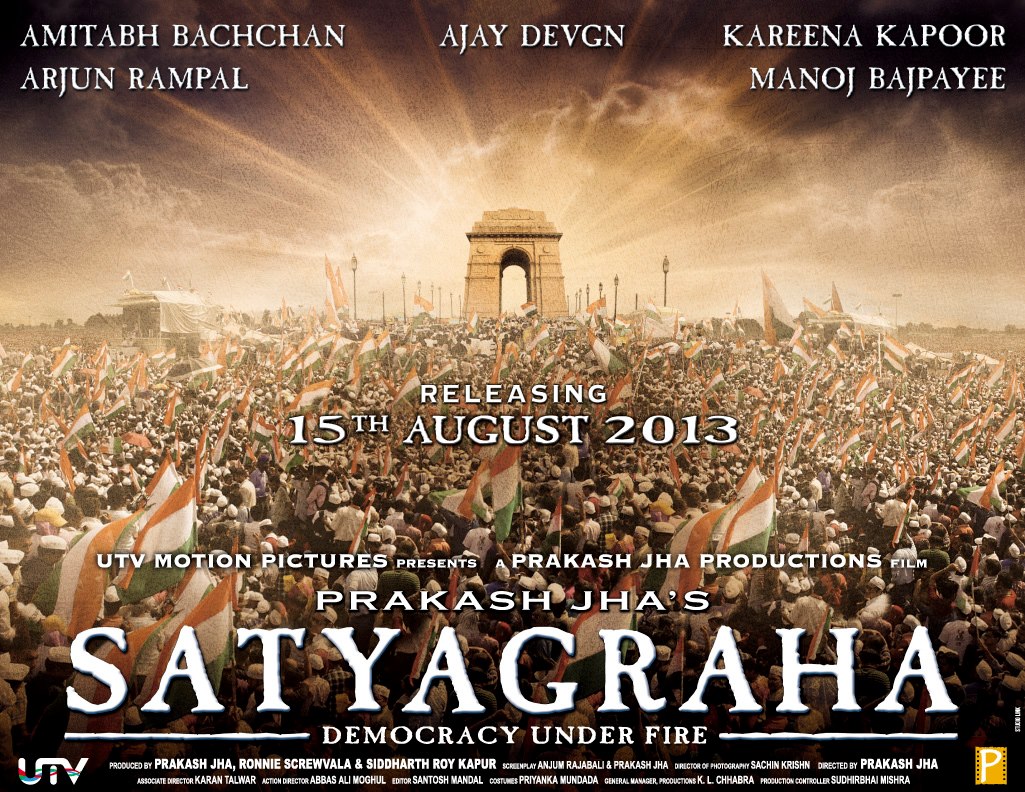 AMITABH BACHCHAN AJAY DEVGN KAREENA KAPOOR
ARJUN RAMPAL MANOJ BAJPAYEE
RELEASING
15TH AUGUST 2013
UTV MOTION PICTURES PRESENTS A PRAKASH JHA PRODUCTIONS FILM
PRAKASH JHA'S
SATYAGRAHA
DEMOCRACY UNDER FIRE
UTV
PRODUCED BY PRAKASH JHA, RONNIE SCREWVALA & SIDDHARTH ROY KAPUR SCREENPLAY ANJUM RAJABALI & PRAKASH JHA DIRECTOR OF PHOTOGRAPHY SACHIN KRISHN DIRECTED BY PRAKASH JHA
ASSOCIATE DIRECTOR KARAN TALWAR ACTION DIRECTOR ABBAS ALI MOGHUL EDITOR SANTOSH MANDAL COSTUMES PRIYANKA MUNDADA GENERAL MANAGER, PRODUCTIONS K. L. CHHABRA PRODUCTION CONTROLLER SUDHIRBHAI MISHRA
P
STUDIO LINK